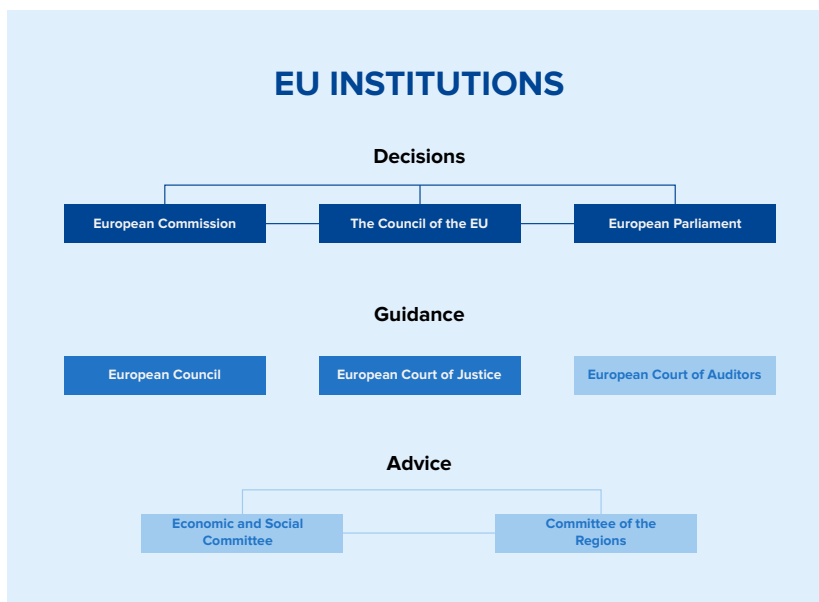 EU INSTITUTIONS
Decisions
European Commission
The Council of the EU
European Parliament
Guidance
European Council
European Court of Justice
European Court of Auditors
Advice
Economic and Social
Committee
Committee of the
Regions